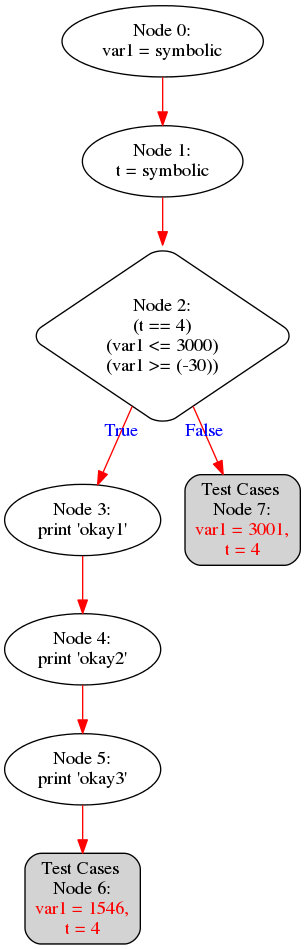 Node 0:
var1 = symbolic
Node 1:
t = symbolic
Node 2:
(t == 4)
(var1 <= 3000)
(var1 >= (-30))
True
False
Node 3:
print 'okay1'
Test Cases
Node 7:
var1 = 3001,
t = 4
Node 4:
print 'okay2'
Node 5:
print 'okay3'
Test Cases
Node 6:
var1 = 1546,
t = 4